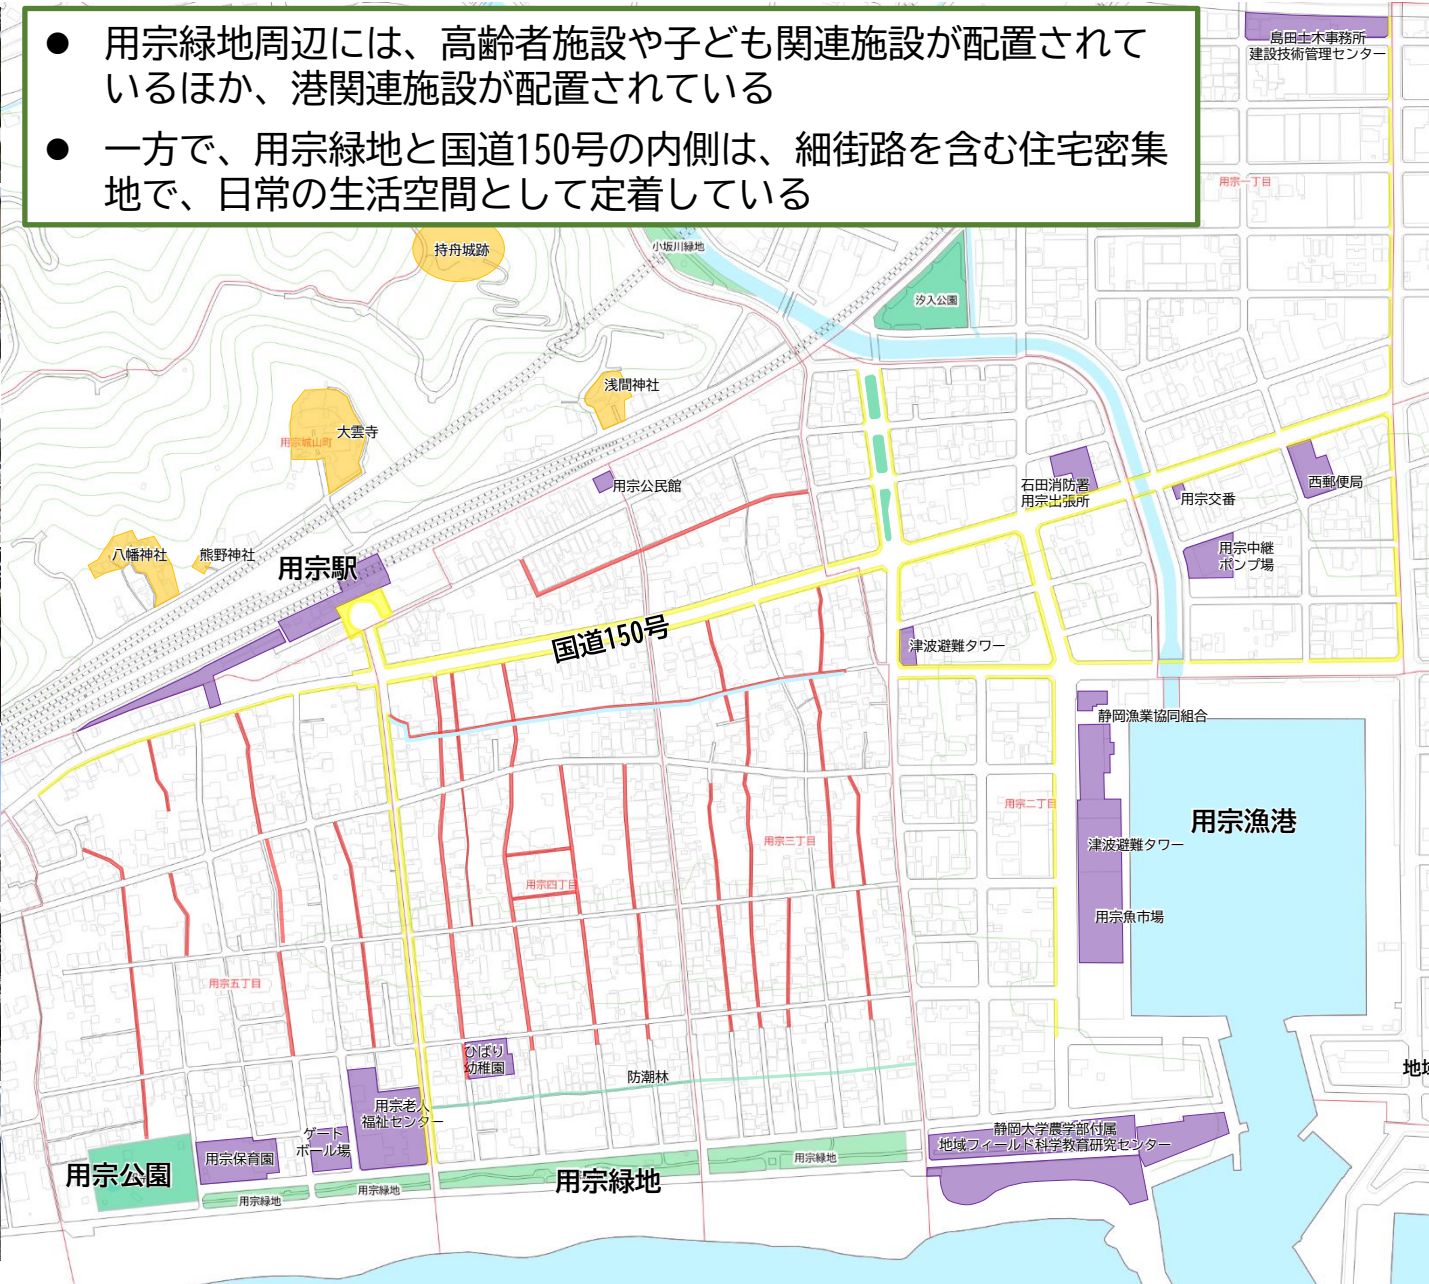 ● 用宗緑地周辺には、高齢者施設や子ども関連施設が配置されて
いるほか、港関連施設が配置されている
● 一方で、用宗緑地と国道150号の内側は、細街路を含む住宅密集
地で、日常の生活空間として定着している
島田土木事務所
建設技術管理センター
用宗一丁目
持舟城跡
小坂川緑地
汐入公園
浅間神社
大雲寺
用宗城山町
用宗公民館
石田消防署
用宗出張所
用宗交番
西郵便局
八幡神社
熊野神社
用宗駅
用宗中継
ポンプ場
国道150号
津波避難タワー
静岡漁業協同組合
用宗二丁目
用宗漁港
用宗三丁目
津波避難タワー
用宗四丁目
用宗魚市場
用宗五丁目
ひばり
幼稚園
防潮林
地域
用宗老人
福祉センター
ゲート
ボール場
用宗保育園
用宗公園
静岡大学農学部付属
地域フィールド科学教育研究センター
用宗緑地
用宗緑地
用宗緑地
用宗緑地